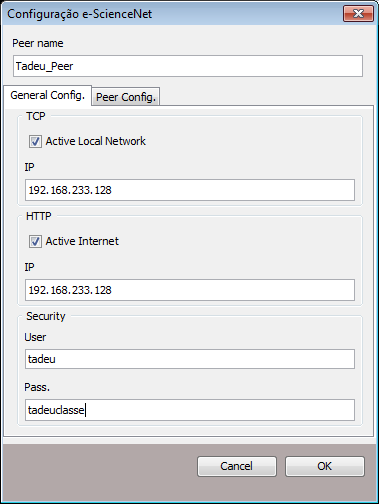 Configuração e-ScienceNet
Peer name
Tadeu_Peer
General Config. Peer Config.
TCP
Active Local Network
IP
192.168.233.128
HTTP
Active Internet
IP
192.168.233.128
Security
User
tadeu
Pass.
tadeuclasse
Cancel OK